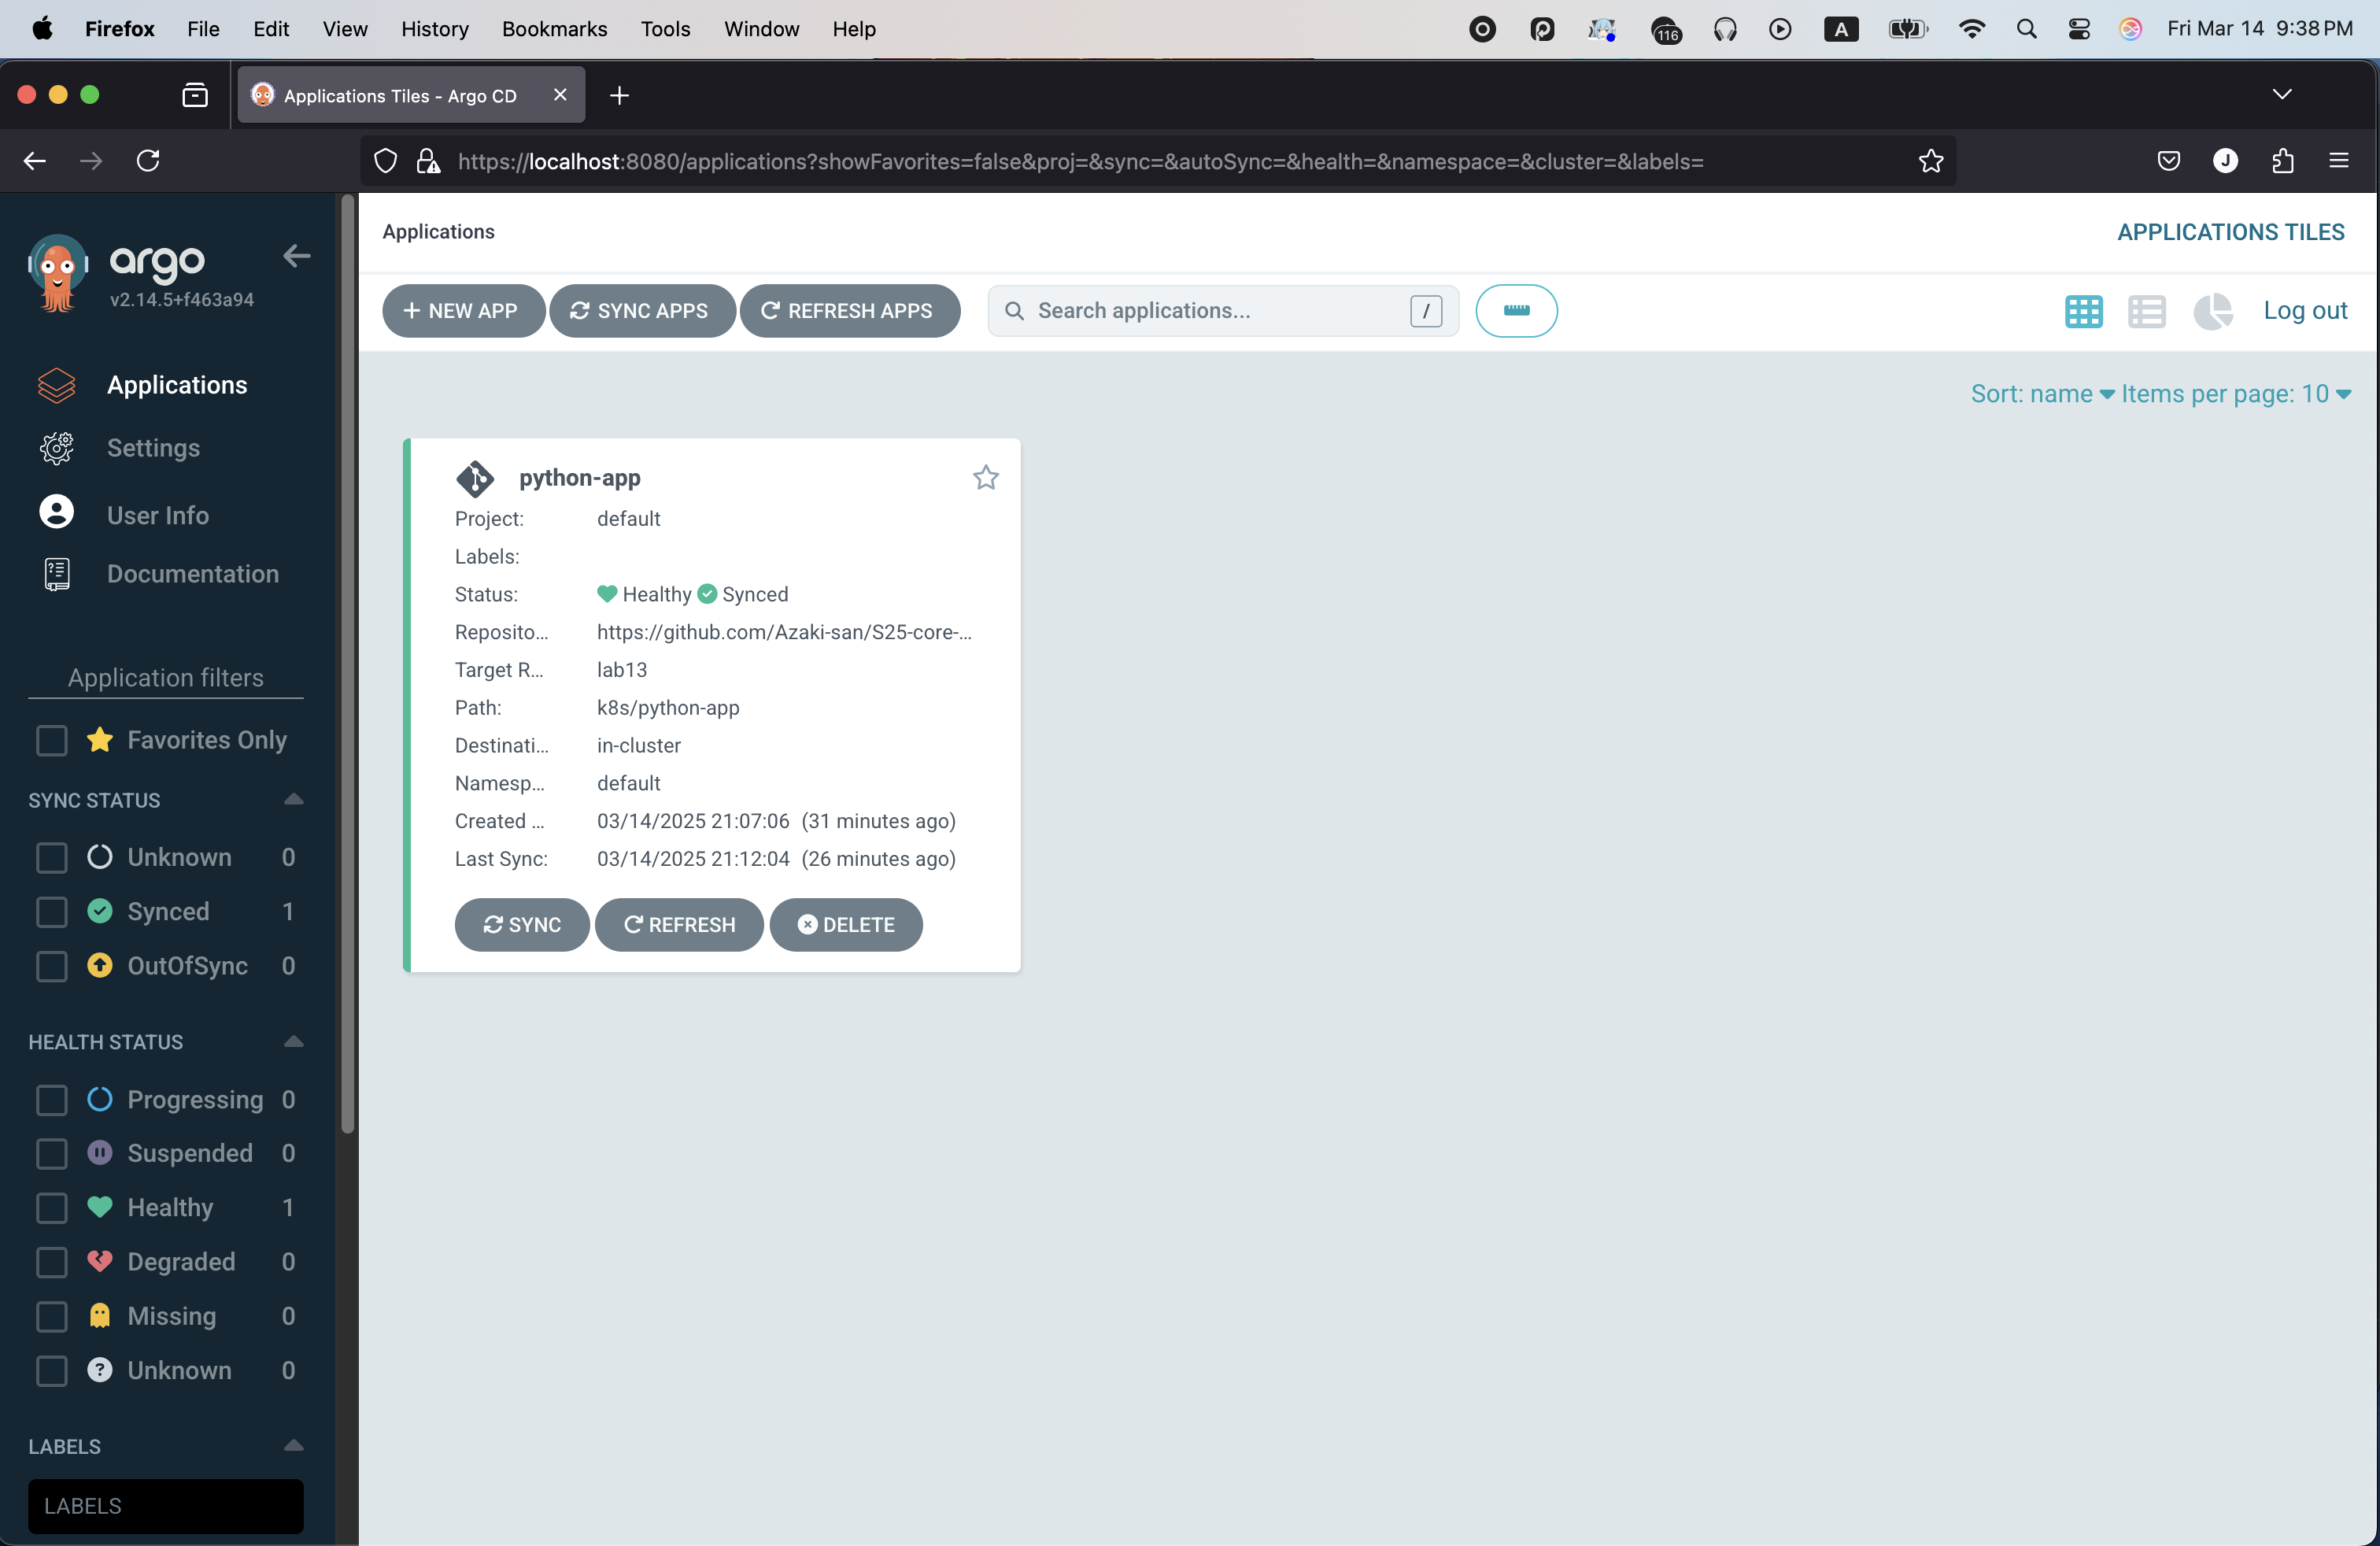 Firefox File Edit View History Bookmarks Tools Window Help 116 A Fri Mar 14 9:38 PM
Applications Tiles - Argo CD
https://localhost:8080/applications?showFavorites=false&proj=&sync=&autoSync=&health=&namespace=&cluster=&labels= J
argo
v2.14.5+f463a94
Applications
Settings
User Info
Documentation
Application filters
Favorites Only
SYNC STATUS
Unknown 0
Synced 1
OutOfSync 0
HEALTH STATUS
Progressing 0
Suspended 0
Healthy 1
Degraded 0
Missing 0
Unknown 0
LABELS
LABELS
Applications APPLICATIONS TILES
NEW APP SYNC APPS REFRESH APPS Search applications... / Log out
Sort: name Items per page: 10
python-app
Project: default
Labels:
Status: Healthy Synced
Reposito... https://github.com/Azaki-san/S25-core-...
Target R... lab13
Path: k8s/python-app
Destinati... in-cluster
Namesp... default
Created ... 03/14/2025 21:07:06 (31 minutes ago)
Last Sync: 03/14/2025 21:12:04 (26 minutes ago)
SYNC REFRESH DELETE